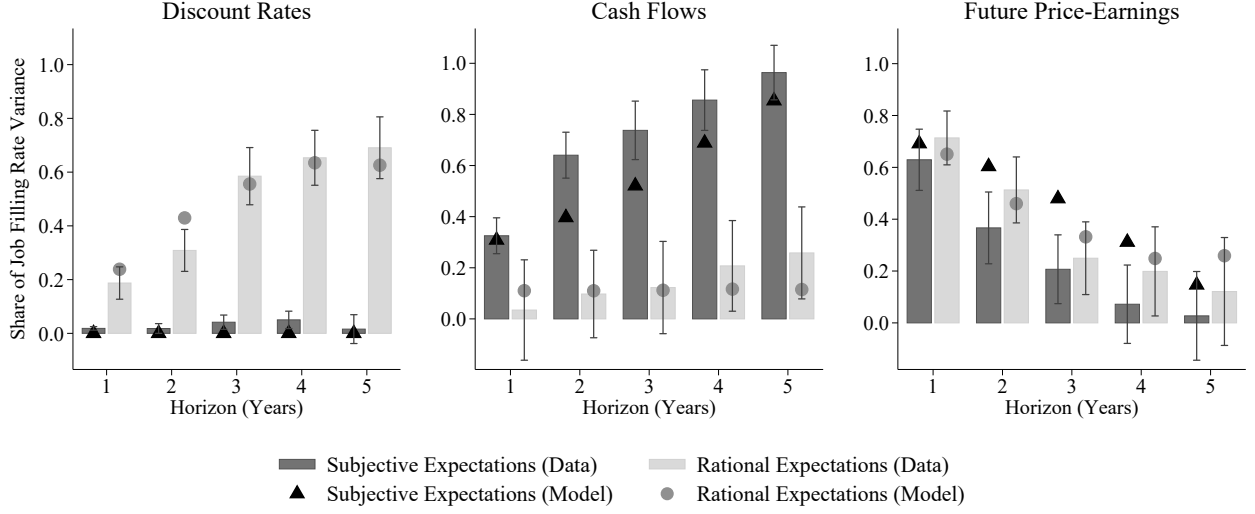 Discount Rates
Cash Flows
Future Price-Earnings
Share of Job Filling Rate Variance
1.0
0.8
0.6
0.4
0.2
0.0
1 2 3 4 5
Horizon (Years)
1.0
0.8
0.6
0.4
0.2
0.0
1 2 3 4 5
Horizon (Years)
1.0
0.8
0.6
0.4
0.2
0.0
1 2 3 4 5
Horizon (Years)
Subjective Expectations (Data)
Rational Expectations (Data)
Subjective Expectations (Model)
Rational Expectations (Model)